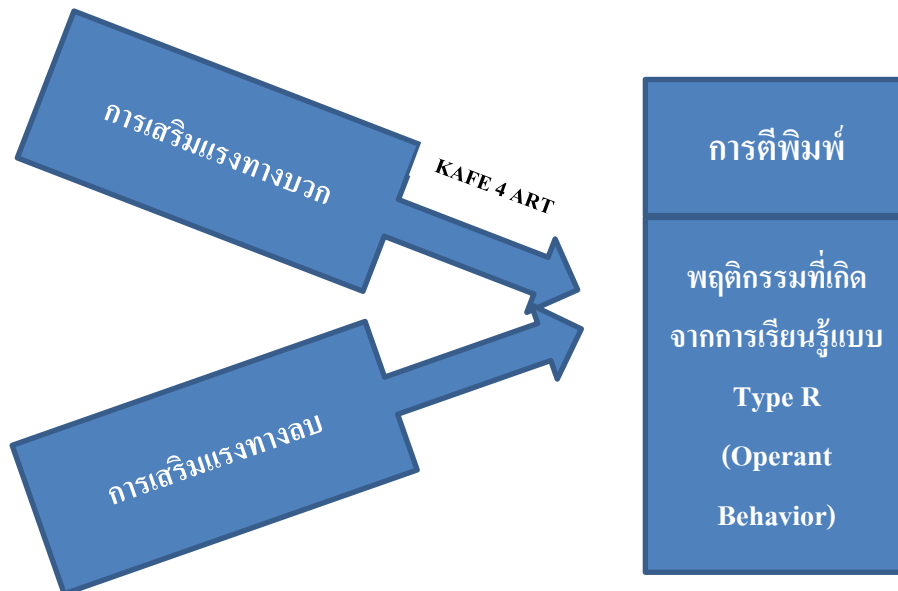 การเสริมแรงทางบวก
KAFE 4 ART
การเสริมแรงทางลบ
การตีพิมพ์
พฤติกรรมที่เกิด
จากการเรียนรู้แบบ
Type R
(Operant
Behavior)